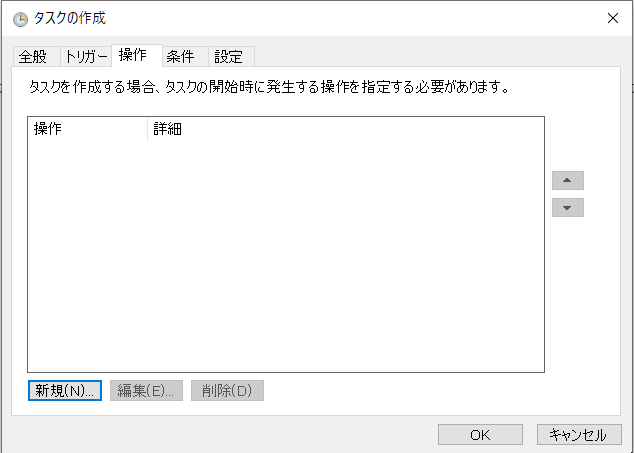 タスクの作成
全般 トリガー 操作 条件 設定
タスクを作成する場合、タスクの開始時に発生する操作を指定する必要があります。
操作 詳細
新規(N)... 編集(E)... 削除(D)
OK キャンセル